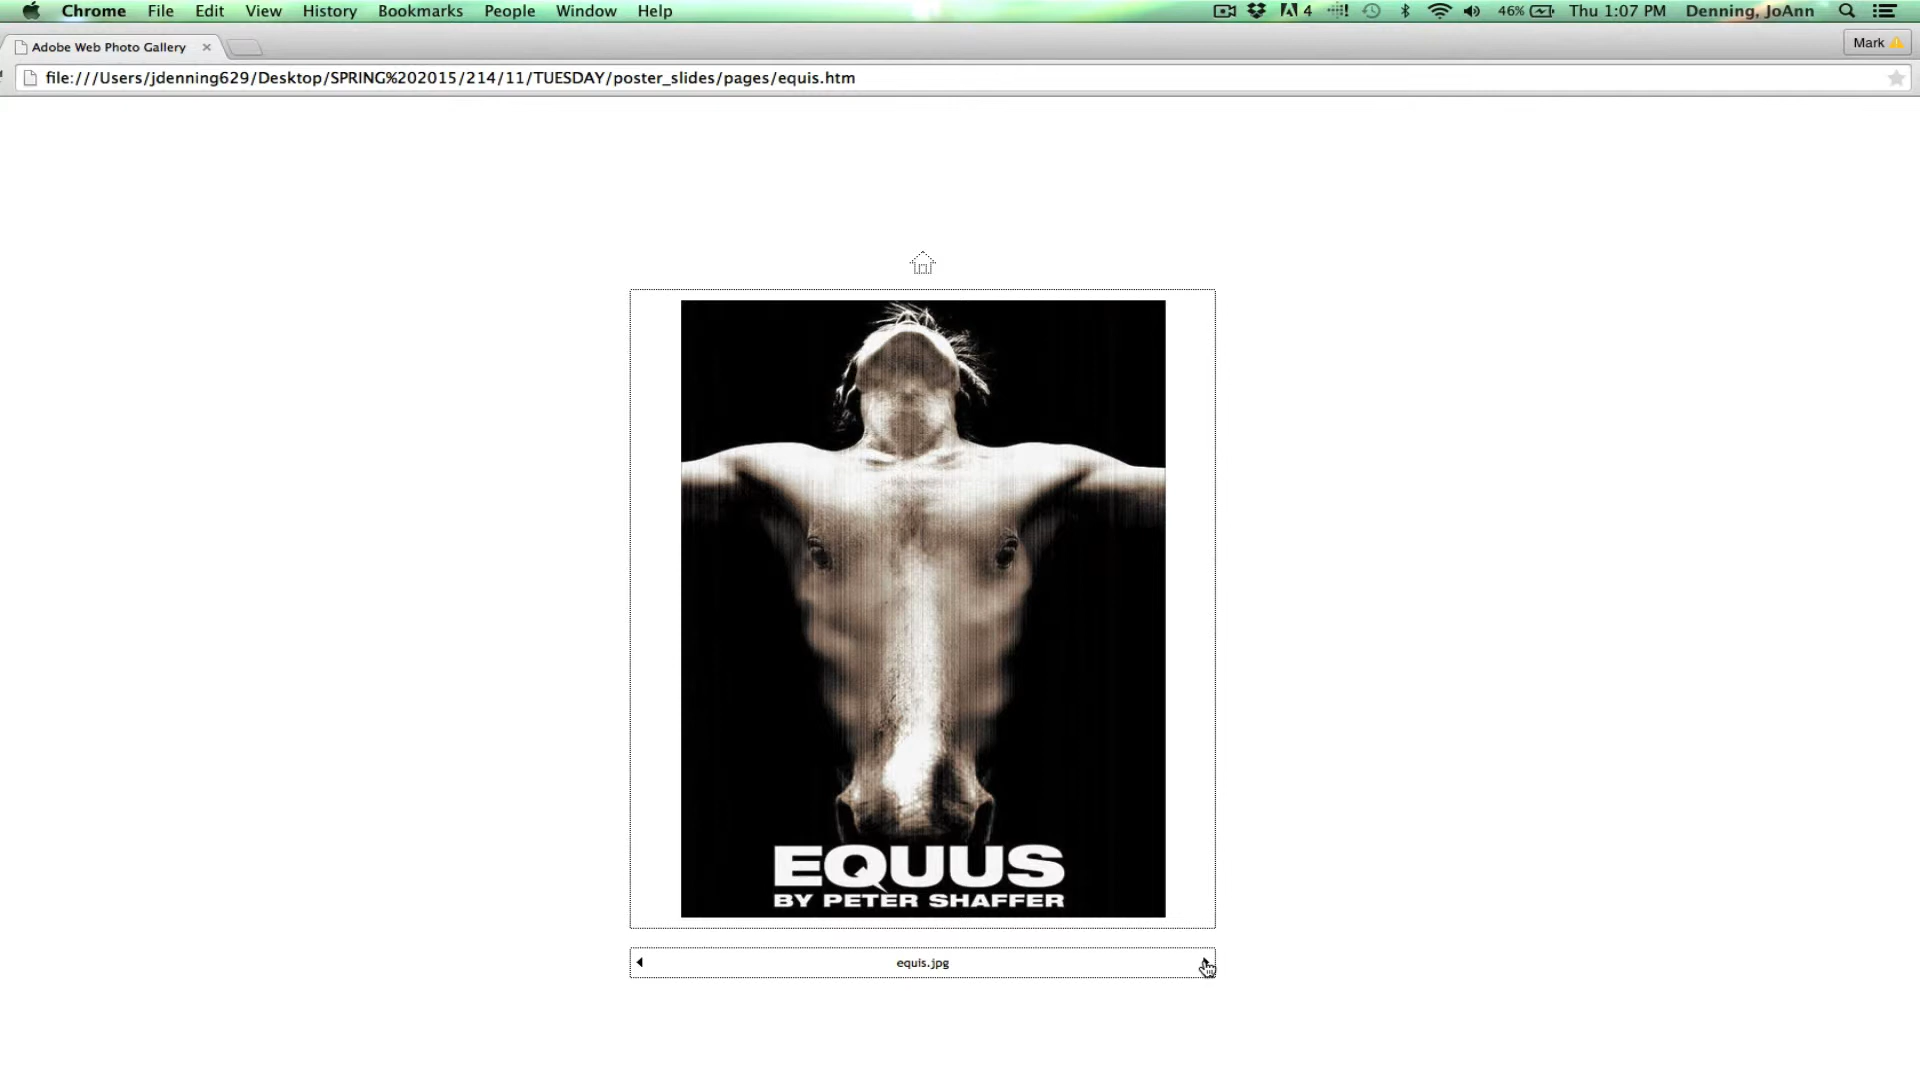 Chrome File Edit View History Bookmarks People Window Help 4 46% Thu 1:07 PM Denning, JoAnn
Adobe Web Photo Gallery Mark
file:///Users/jdenning629/Desktop/SPRING%202015/214/11/TUESDAY/poster_slides/pages/equis.htm
EQUUS
BY PETER SHAFFER
equis.jpg